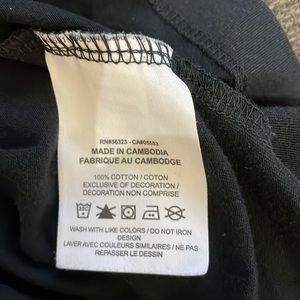 RN#56323 - CA#05553
MADE IN CAMBODIA
FABRIQUE AU CAMBODGE
100% COTTON / COTON
EXCLUSIVE OF DECORATION /
DECORATION NON COMPRISE
WASH WITH LIKE COLORS / DO NOT IRON
DESIGN
LAVER AVEC COULEURS SIMILAIRES / NE PAS
REPASSER LE DESSIN